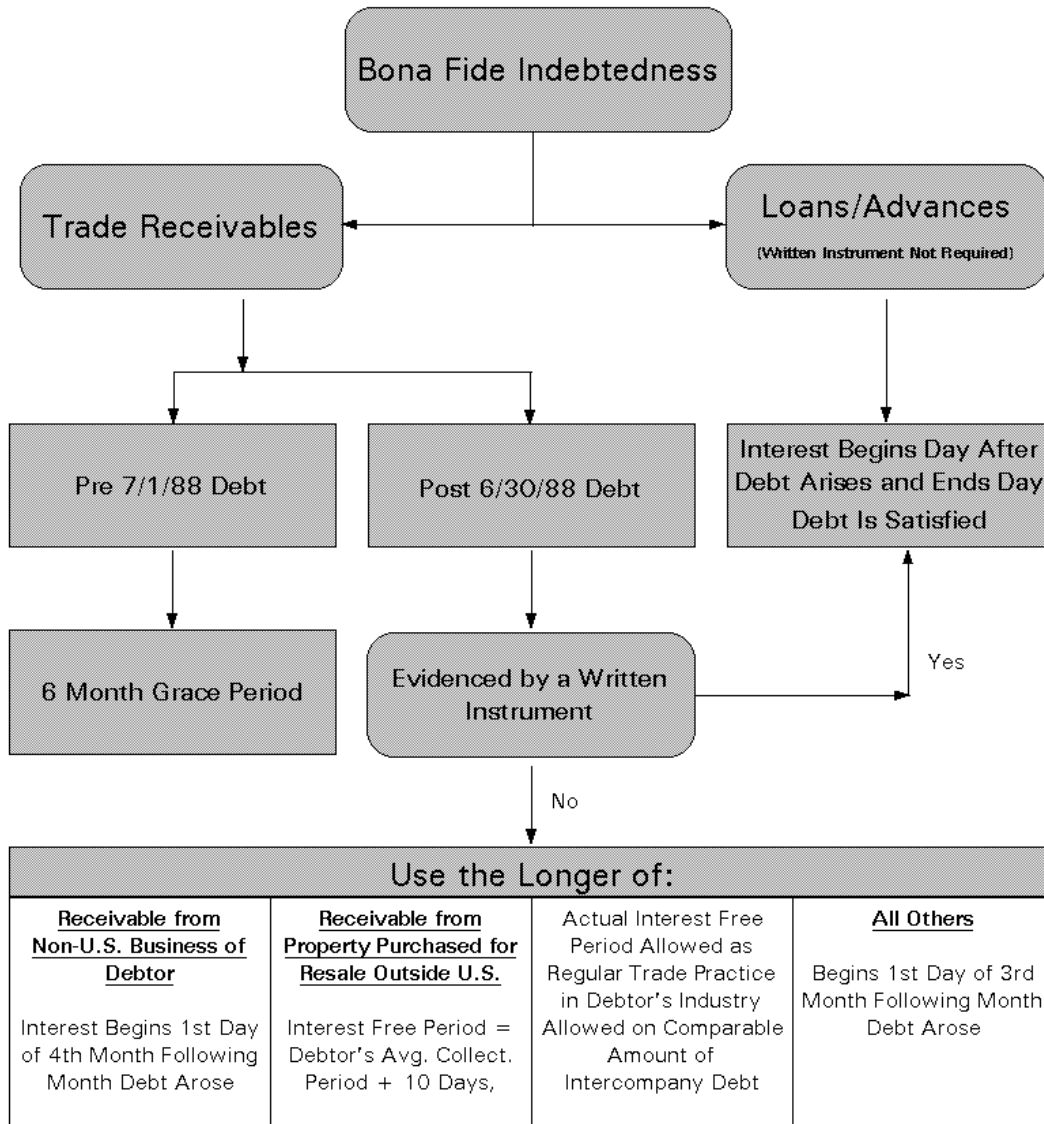 Bona Fide Indebtedness
Trade Receivables
Loans/Advances
(Written Instrument Not Required)
Pre 7/1/88 Debt
Post 6/30/88 Debt
Interest Begins Day After
Debt Arises and Ends Day
Debt Is Satisfied
6 Month Grace Period
Evidenced by a Written
Instrument
Yes
No
Use the Longer of:
Receivable from
Non-U.S. Business of
Debtor
Interest Begins 1st Day
of 4th Month Following
Month Debt Arose
Receivable from
Property Purchased for
Resale Outside U.S.
Interest Free Period =
Debtor's Avg. Collect.
Period + 10 Days,
Actual Interest Free
Period Allowed as
Regular Trade Practice
in Debtor's Industry
Allowed on Comparable
Amount of
Intercompany Debt
All Others
Begins 1st Day of 3rd
Month Following Month
Debt Arose